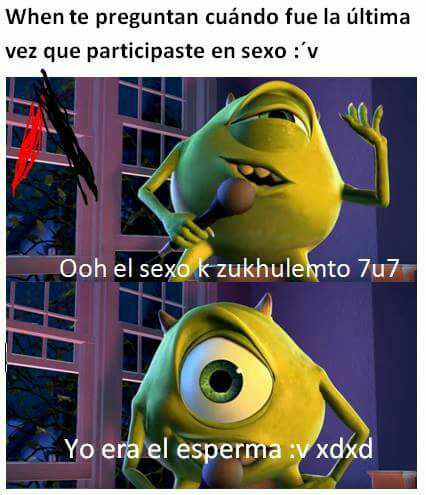 When te preguntan cuándo fue la última
vez que participaste en sexo :´v
Ooh el sexo k zukhulemto 7u7
Yo era el esperma :v xdxd